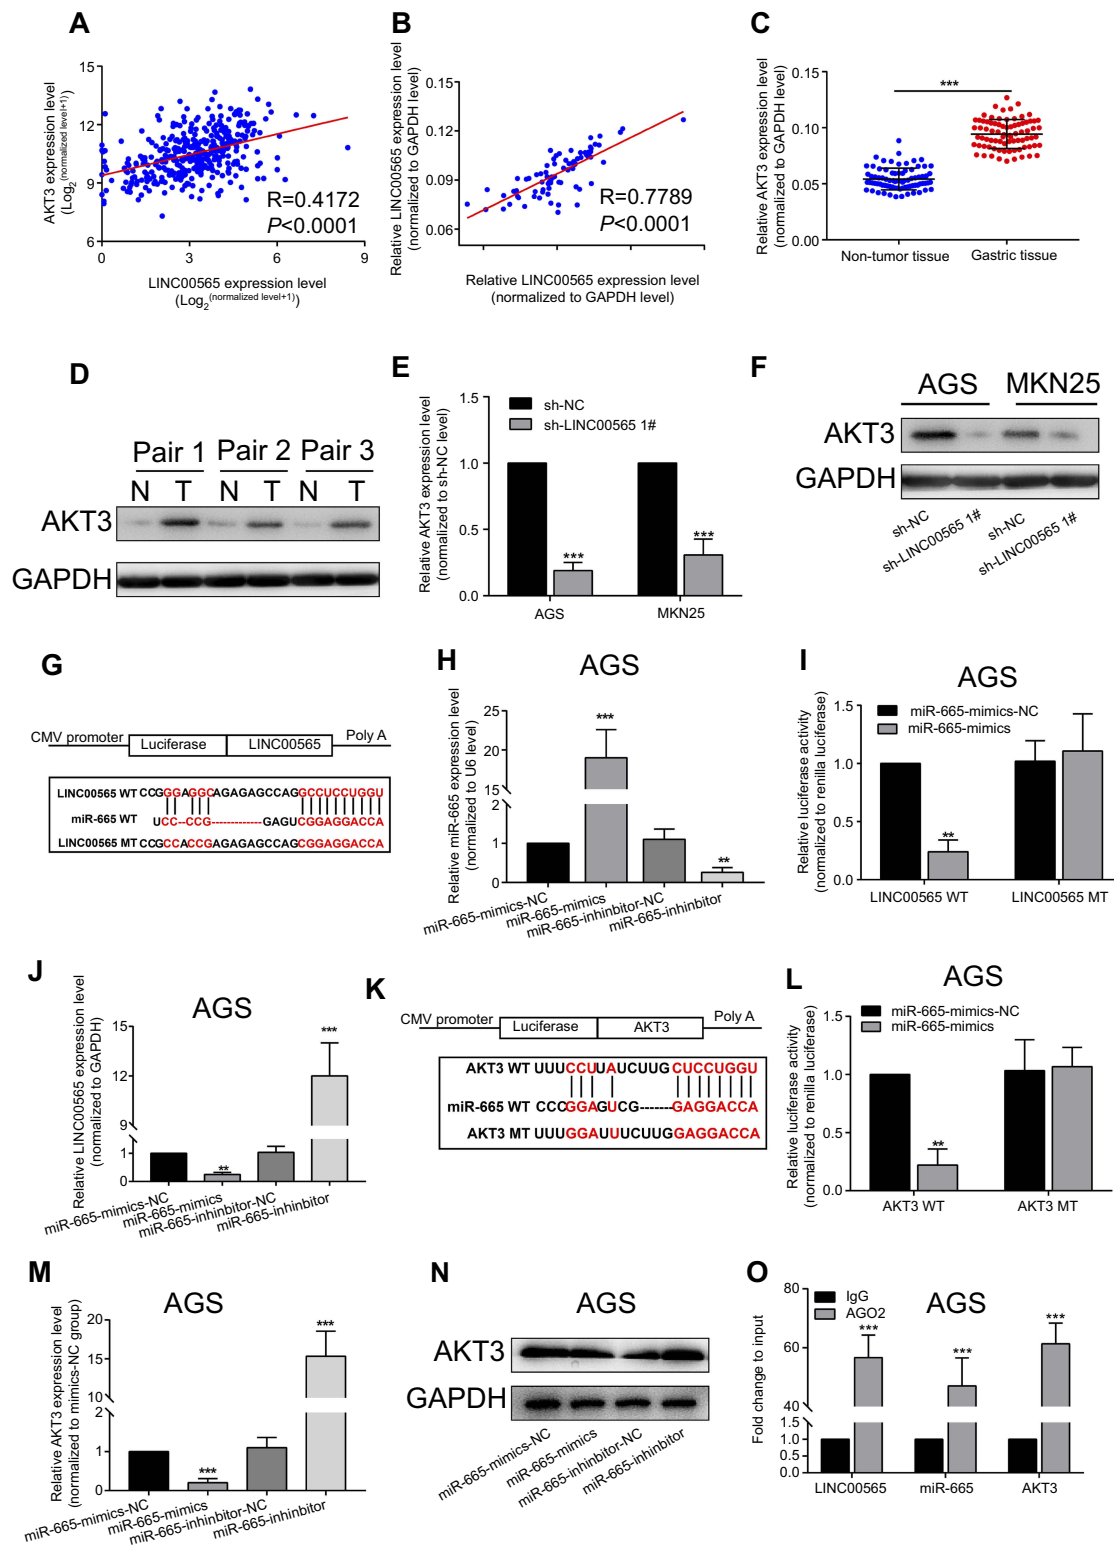 A
AKT3 expression level
(Log2(normalized level+1))
15
12
9
6
0
3
6
9
R=0.4172
P<0.0001
LINC00565 expression level
(Log2(normalized level+1))
B
Relative LINC00565 expression level
(normalized to GAPDH level)
0.15
0.12
0.09
0.06
R=0.7789
P<0.0001
Relative LINC00565 expression level
(normalized to GAPDH level)
C
Relative AKT3 expression level
(normalized to GAPDH level)
0.15
0.10
0.05
0.00
***
Non-tumor tissue
Gastric tissue
D
Pair 1 Pair 2 Pair 3
N T N T N T
AKT3
GAPDH
E
Relative AKT3 expression level
(normalized to sh-NC level)
1.5
1.0
0.5
0.0
sh-NC
sh-LINC00565 1#
***
***
AGS
MKN25
F
AGS MKN25
AKT3
GAPDH
sh-NC
sh-LINC00565 1#
sh-NC
sh-LINC00565 1#
G
CMV promoter Luciferase LINC00565 Poly A
LINC00565 WT CCGGGAGGCAGAGAGCCAGGCCUCCUGGU
miR-665 WT UCC--CCG-------------GAGUCGGAGGACCA
LINC00565 MT CCGCCACCGAGAGAGCCAGCGGAGGACCA
H
AGS
Relative miR-665 expression level
(normalized to U6 level)
25
20
15
2
1
0
***
**
miR-665-mimics-NC
miR-665-mimics
miR-665-inhinbitor-NC
miR-665-inhinbitor
I
AGS
Relative luciferase activity
(normalized to renilla luciferase)
1.5
1.0
0.5
0.0
miR-665-mimics-NC
miR-665-mimics
**
LINC00565 WT
LINC00565 MT
J
AGS
Relative LINC00565 expression level
(normalized to GAPDH)
15
12
9
1
0
**
***
miR-665-mimics-NC
miR-665-mimics
miR-665-inhinbitor-NC
miR-665-inhinbitor
K
CMV promoter Luciferase AKT3 Poly A
AKT3 WT UUUCCUUAUCUUGCUCCUGGU
miR-665 WT CCCGGAGUCG-------GAGGACCA
AKT3 MT UUUGGAUUUCUUGGAGGACCA
L
AGS
Relative luciferase activity
(normalized to renilla luciferase)
1.5
1.0
0.5
0.0
miR-665-mimics-NC
miR-665-mimics
**
AKT3 WT
AKT3 MT
M
AGS
Relative AKT3 expression level
(normalized to mimics-NC group)
20
15
10
2
1
0
***
***
miR-665-mimics-NC
miR-665-mimics
miR-665-inhinbitor-NC
miR-665-inhinbitor
N
AGS
AKT3
GAPDH
miR-665-mimics-NC
miR-665-mimics
miR-665-inhinbitor-NC
miR-665-inhinbitor
O
AGS
Fold change to input
80
60
40
1.5
1.0
0.5
0.0
IgG
AGO2
***
***
***
LINC00565
miR-665
AKT3